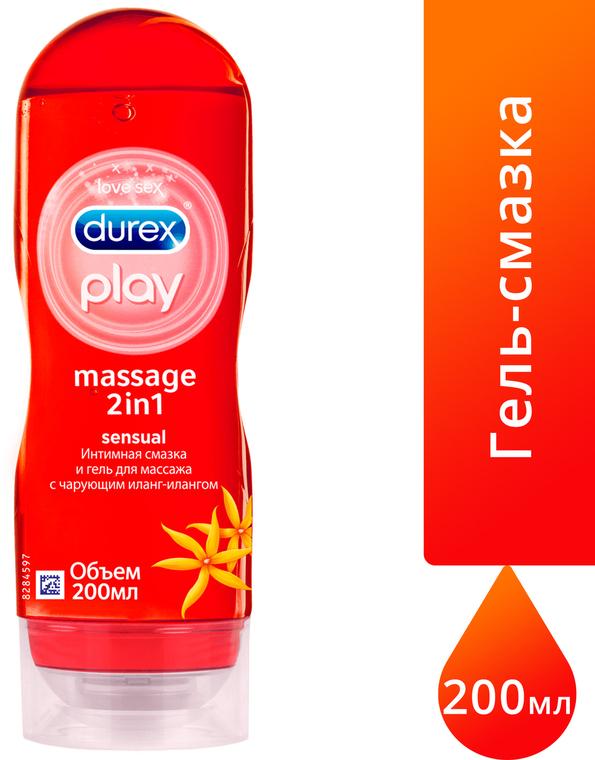 love sex
durex®
play
massage
2in1
sensual
Интимная смазка
и гель для массажа
с чарующим иланг-илангом
Объем
200мл
8284597
Гель-смазка
200мл